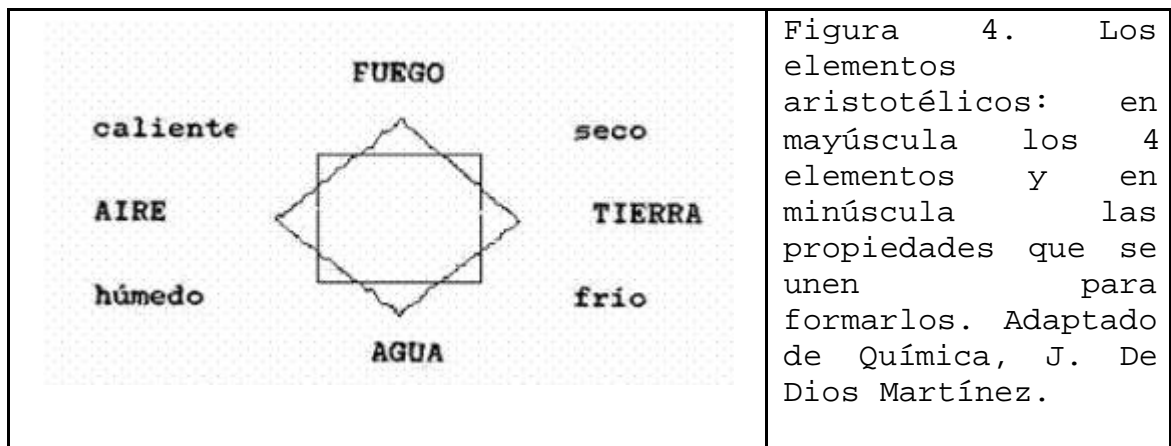 FUEGO
caliente
seco
AIRE
TIERRA
húmedo
frío
AGUA
Figura 4. Los
elementos
aristotélicos: en
mayúscula los 4
elementos y en
minúscula las
propiedades que se
unen para
formarlos. Adaptado
de Química, J. De
Dios Martínez.